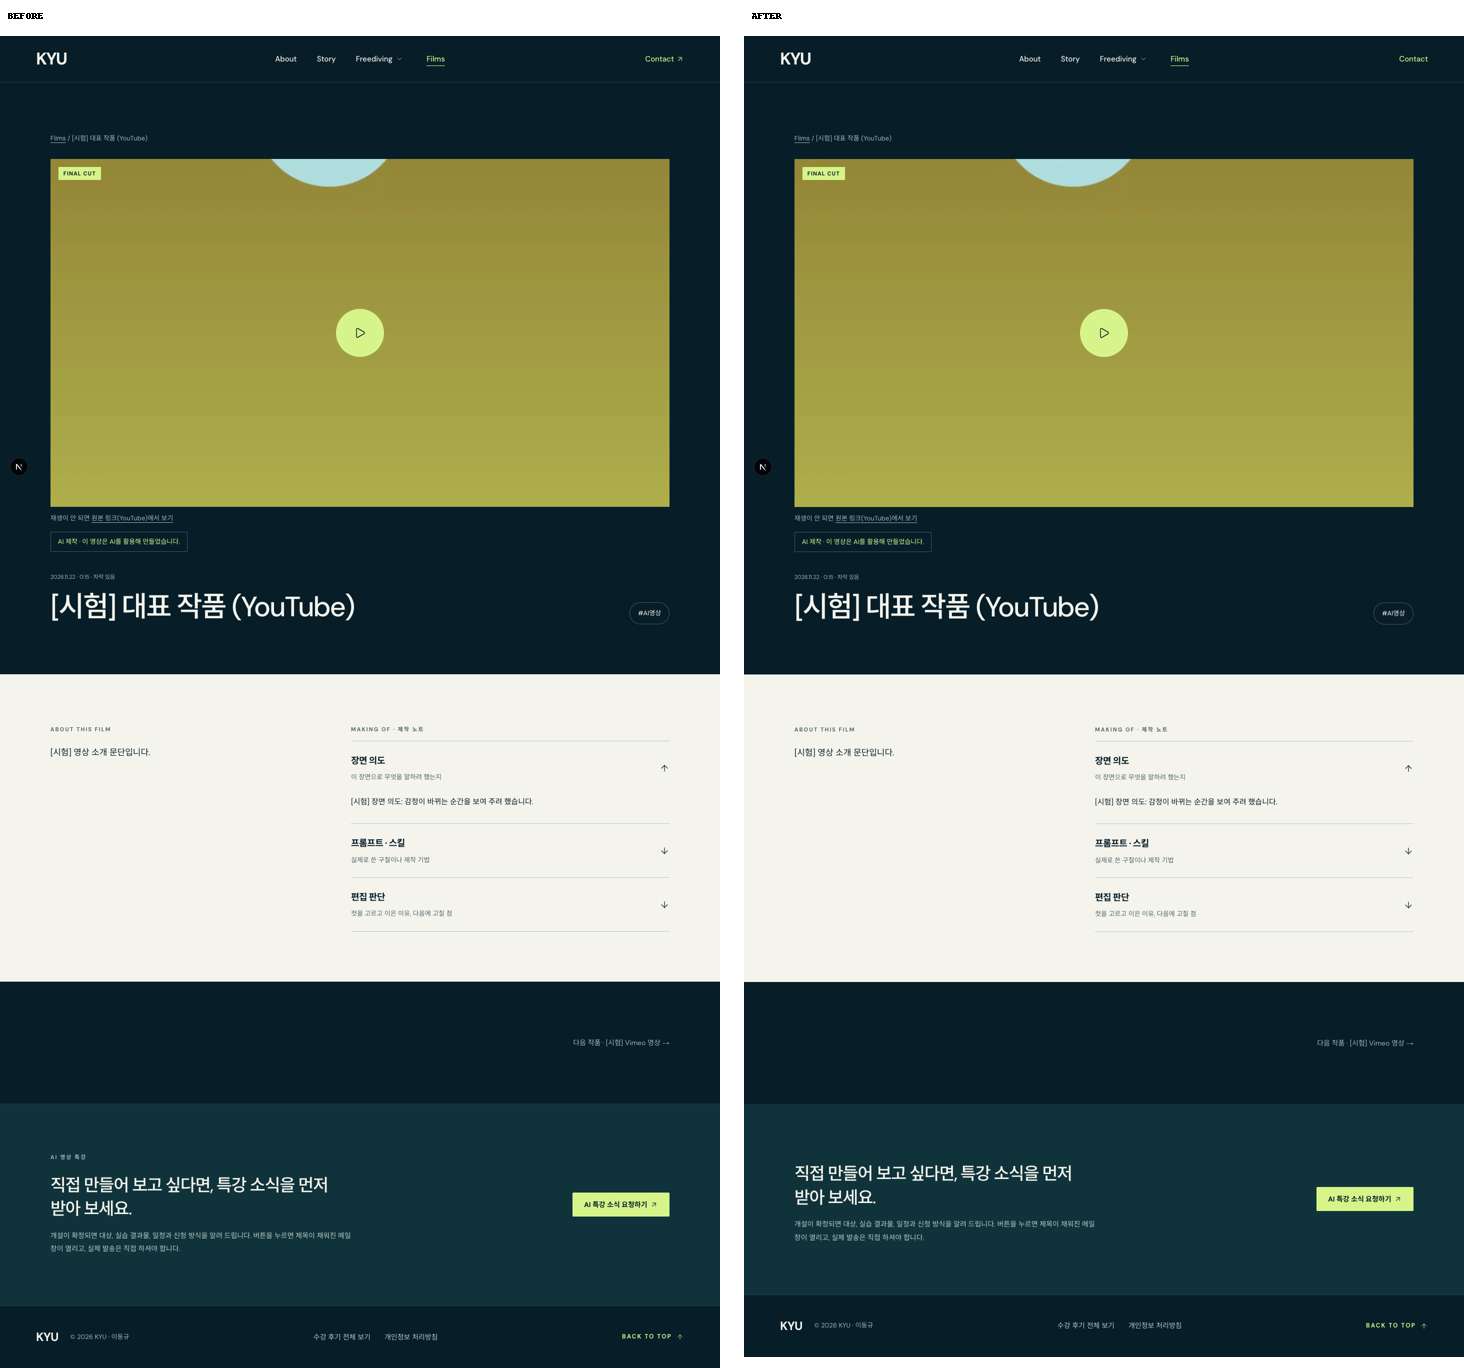 BEFORE
KYU
About
Story
Freediving
Films
Contact ↗
Films / [시험] 대표 작품 (YouTube)
FINAL CUT
N
재생이 안 되면 원본 링크(YouTube)에서 보기
AI 제작 · 이 영상은 AI를 활용해 만들었습니다.
[시험] 대표 작품 (YouTube)
#AI영상
ABOUT THIS FILM
[시험] 영상 소개 문단입니다.
MAKING OF · 제작 노트
장면 의도
이 장면으로 무엇을 말하려 했는지
[시험] 장면 의도: 감정이 바뀌는 순간을 보여 주려 했습니다.
프롬프트 · 스킬
실제로 쓴 구절이나 제작 기법
편집 판단
컷을 고르고 이은 이유, 다음에 고칠 점
다음 작품 · [시험] Vimeo 영상 →
AI 영상 특강
직접 만들어 보고 싶다면, 특강 소식을 먼저
받아 보세요.
개설이 확정되면 대상, 실습 결과물, 일정과 신청 방식을 알려 드립니다. 버튼을 누르면 제목이 채워진 메일
창이 열리고, 실제 발송은 직접 하셔야 합니다.
AI 특강 소식 요청하기 ↗
KYU
© 2026 KYU · 이동규
수강 후기 전체 보기
개인정보 처리방침
BACK TO TOP ↑
AFTER
KYU
About
Story
Freediving
Films
Contact
Films / [시험] 대표 작품 (YouTube)
FINAL CUT
N
재생이 안 되면 원본 링크(YouTube)에서 보기
AI 제작 · 이 영상은 AI를 활용해 만들었습니다.
[시험] 대표 작품 (YouTube)
#AI영상
ABOUT THIS FILM
[시험] 영상 소개 문단입니다.
MAKING OF · 제작 노트
장면 의도
이 장면으로 무엇을 말하려 했는지
[시험] 장면 의도: 감정이 바뀌는 순간을 보여 주려 했습니다.
프롬프트 · 스킬
실제로 쓴 구절이나 제작 기법
편집 판단
컷을 고르고 이은 이유, 다음에 고칠 점
다음 작품 · [시험] Vimeo 영상 →
직접 만들어 보고 싶다면, 특강 소식을 먼저
받아 보세요.
개설이 확정되면 대상, 실습 결과물, 일정과 신청 방식을 알려 드립니다. 버튼을 누르면 제목이 채워진 메일
창이 열리고, 실제 발송은 직접 하셔야 합니다.
AI 특강 소식 요청하기 ↗
KYU
© 2026 KYU · 이동규
수강 후기 전체 보기
개인정보 처리방침
BACK TO TOP ↑